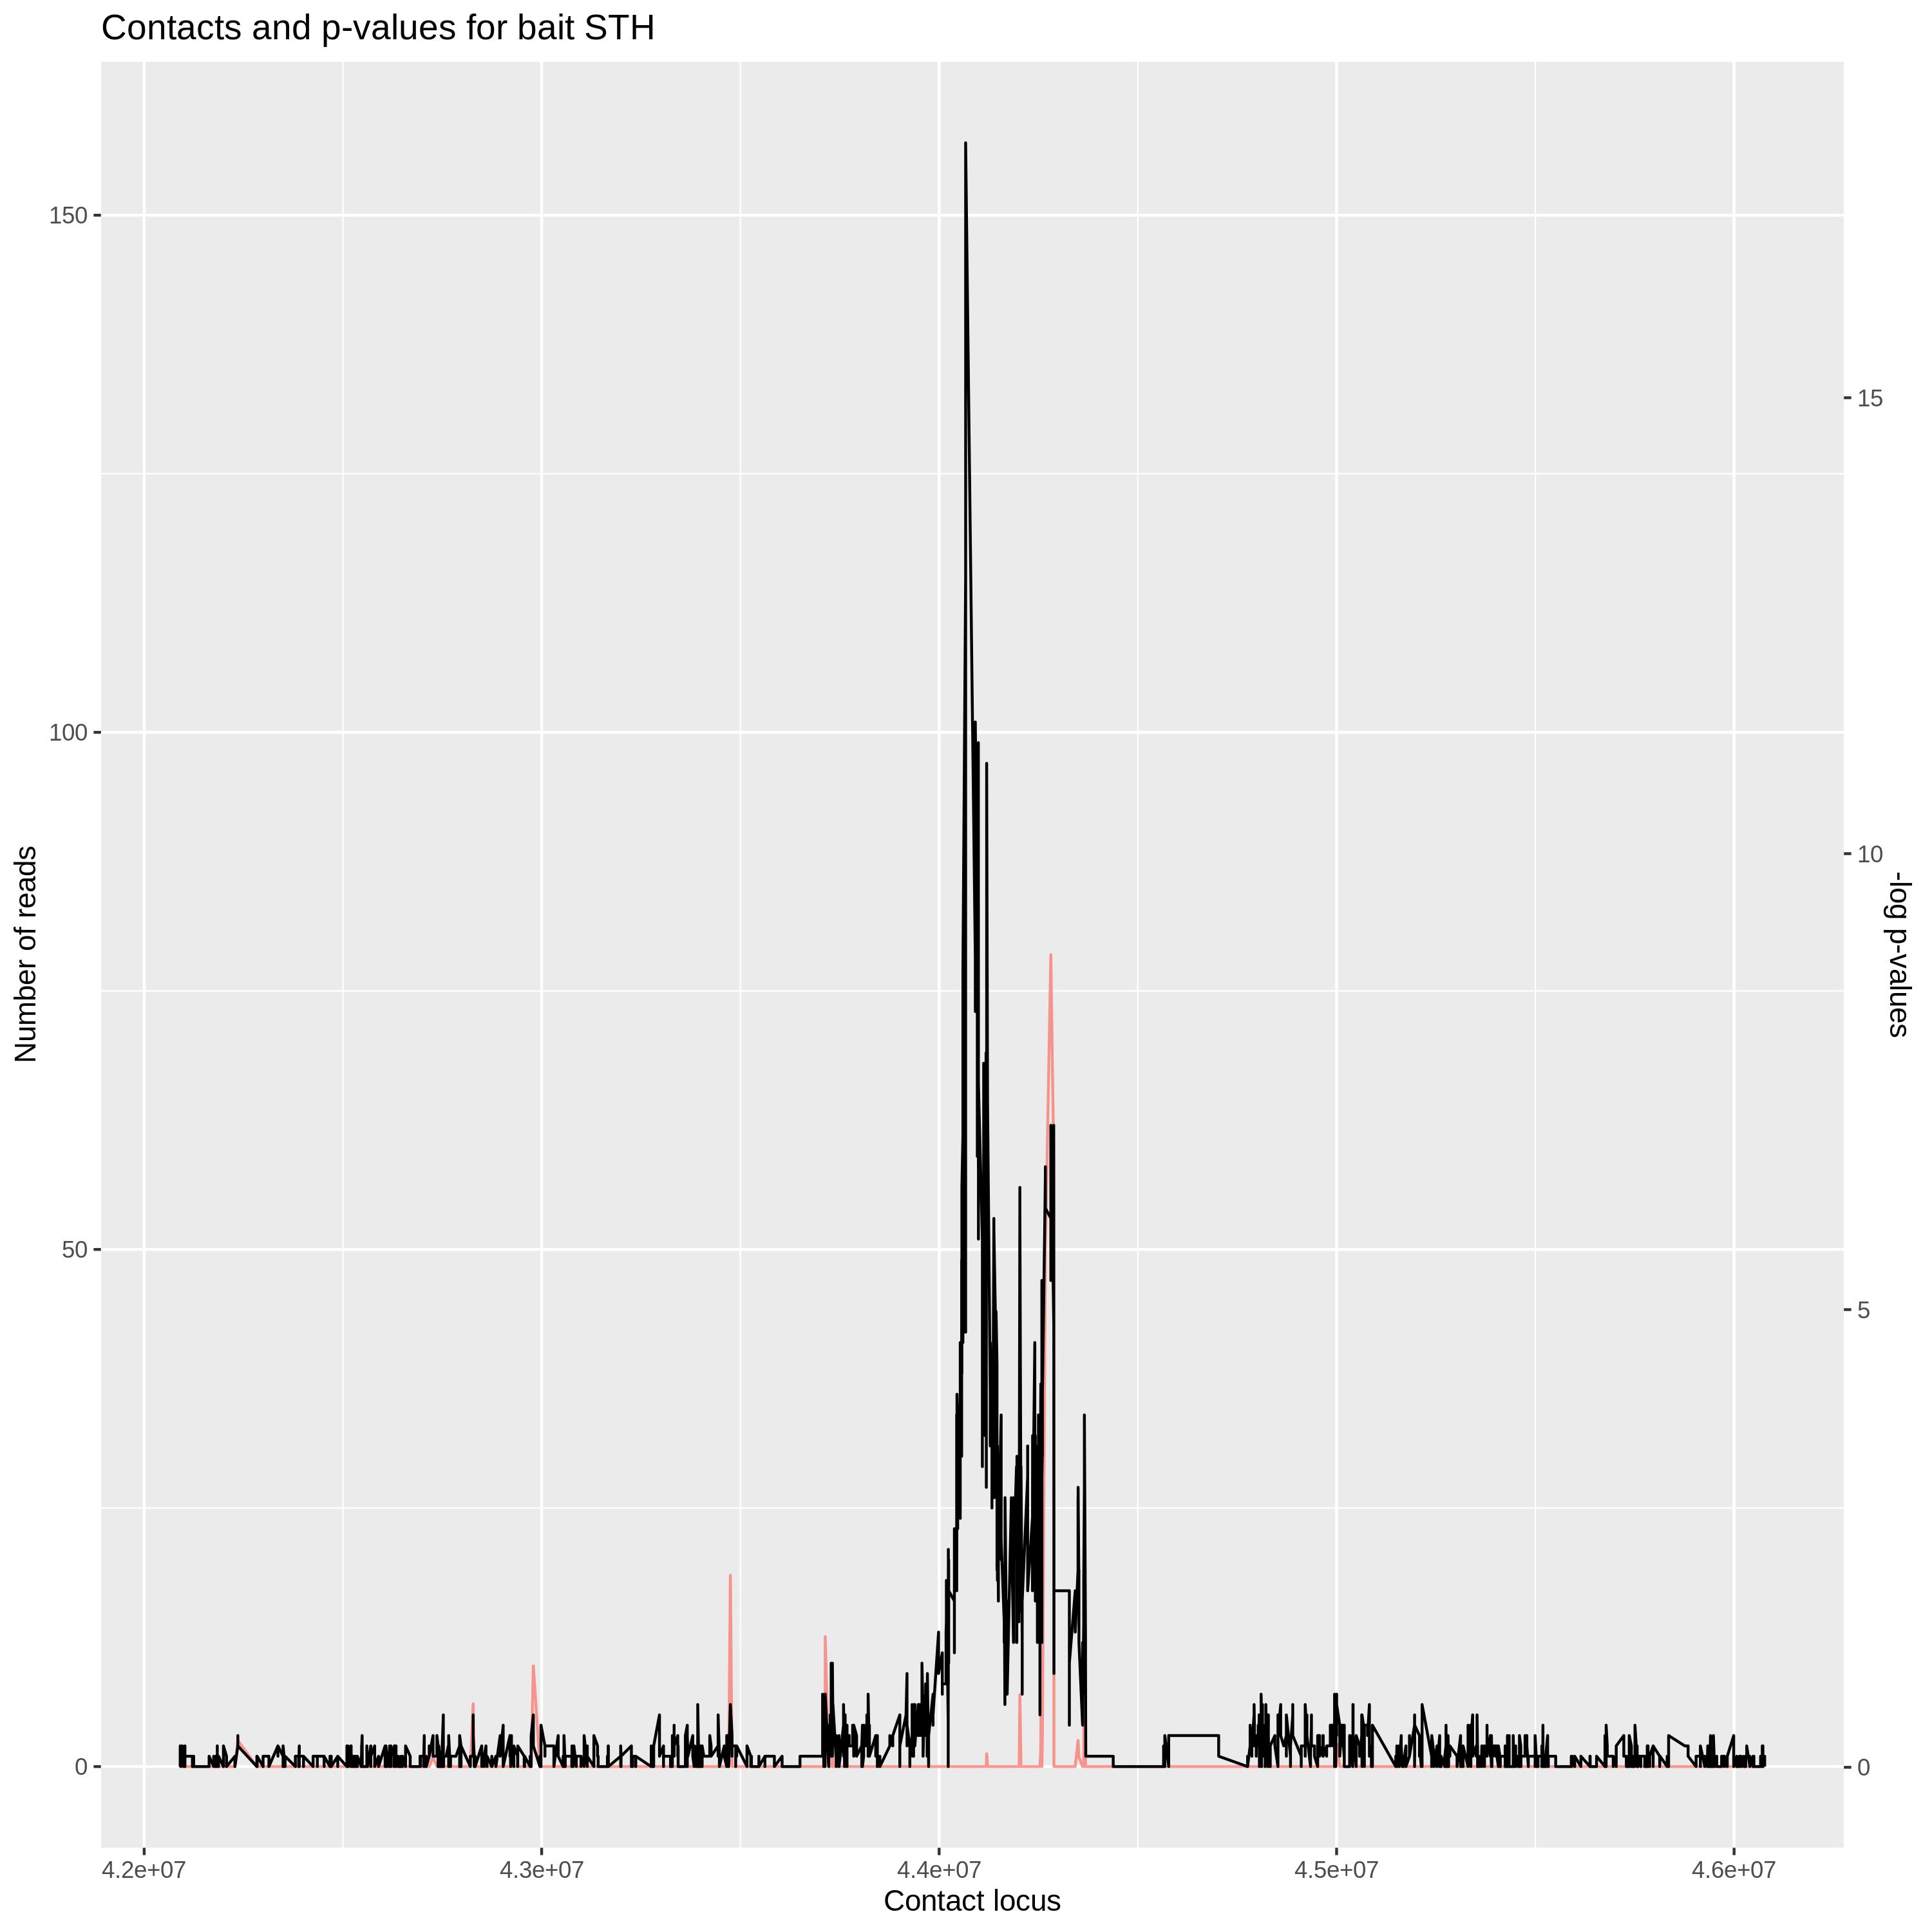 Contacts and p-values for bait STH
150
100
50
0
Number of reads
15
10
5
0
-log p-values
4.2e+07
4.3e+07
4.4e+07
4.5e+07
4.6e+07
Contact locus